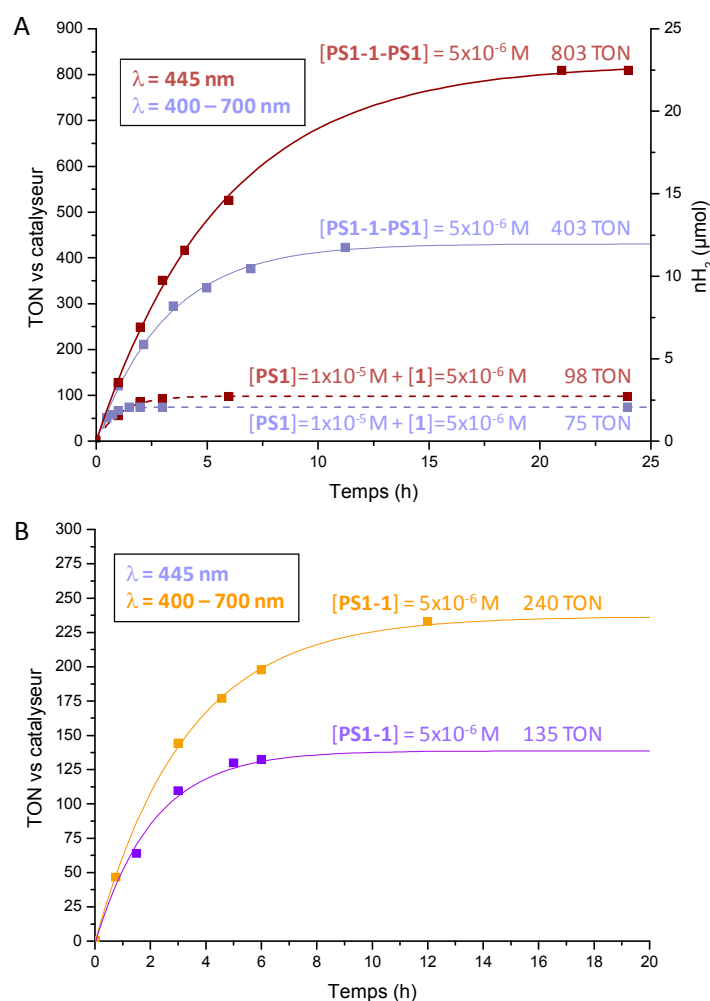 A
[PS1-1-PS1] = 5x10⁻⁶ M 803 TON
λ = 445 nm
λ = 400 – 700 nm
[PS1-1-PS1] = 5x10⁻⁶ M 403 TON
[PS1]=1x10⁻⁵ M + [1]=5x10⁻⁶ M 98 TON
[PS1]=1x10⁻⁵ M + [1]=5x10⁻⁶ M 75 TON
900
800
700
600
500
400
300
200
100
0
TON vs catalyseur
25
20
15
10
5
0
nH₂ (µmol)
0 5 10 15 20 25
Temps (h)
B
λ = 445 nm
λ = 400 – 700 nm
[PS1-1] = 5x10⁻⁶ M 240 TON
[PS1-1] = 5x10⁻⁶ M 135 TON
300
275
250
225
200
175
150
125
100
75
50
25
0
TON vs catalyseur
0 2 4 6 8 10 12 14 16 18 20
Temps (h)